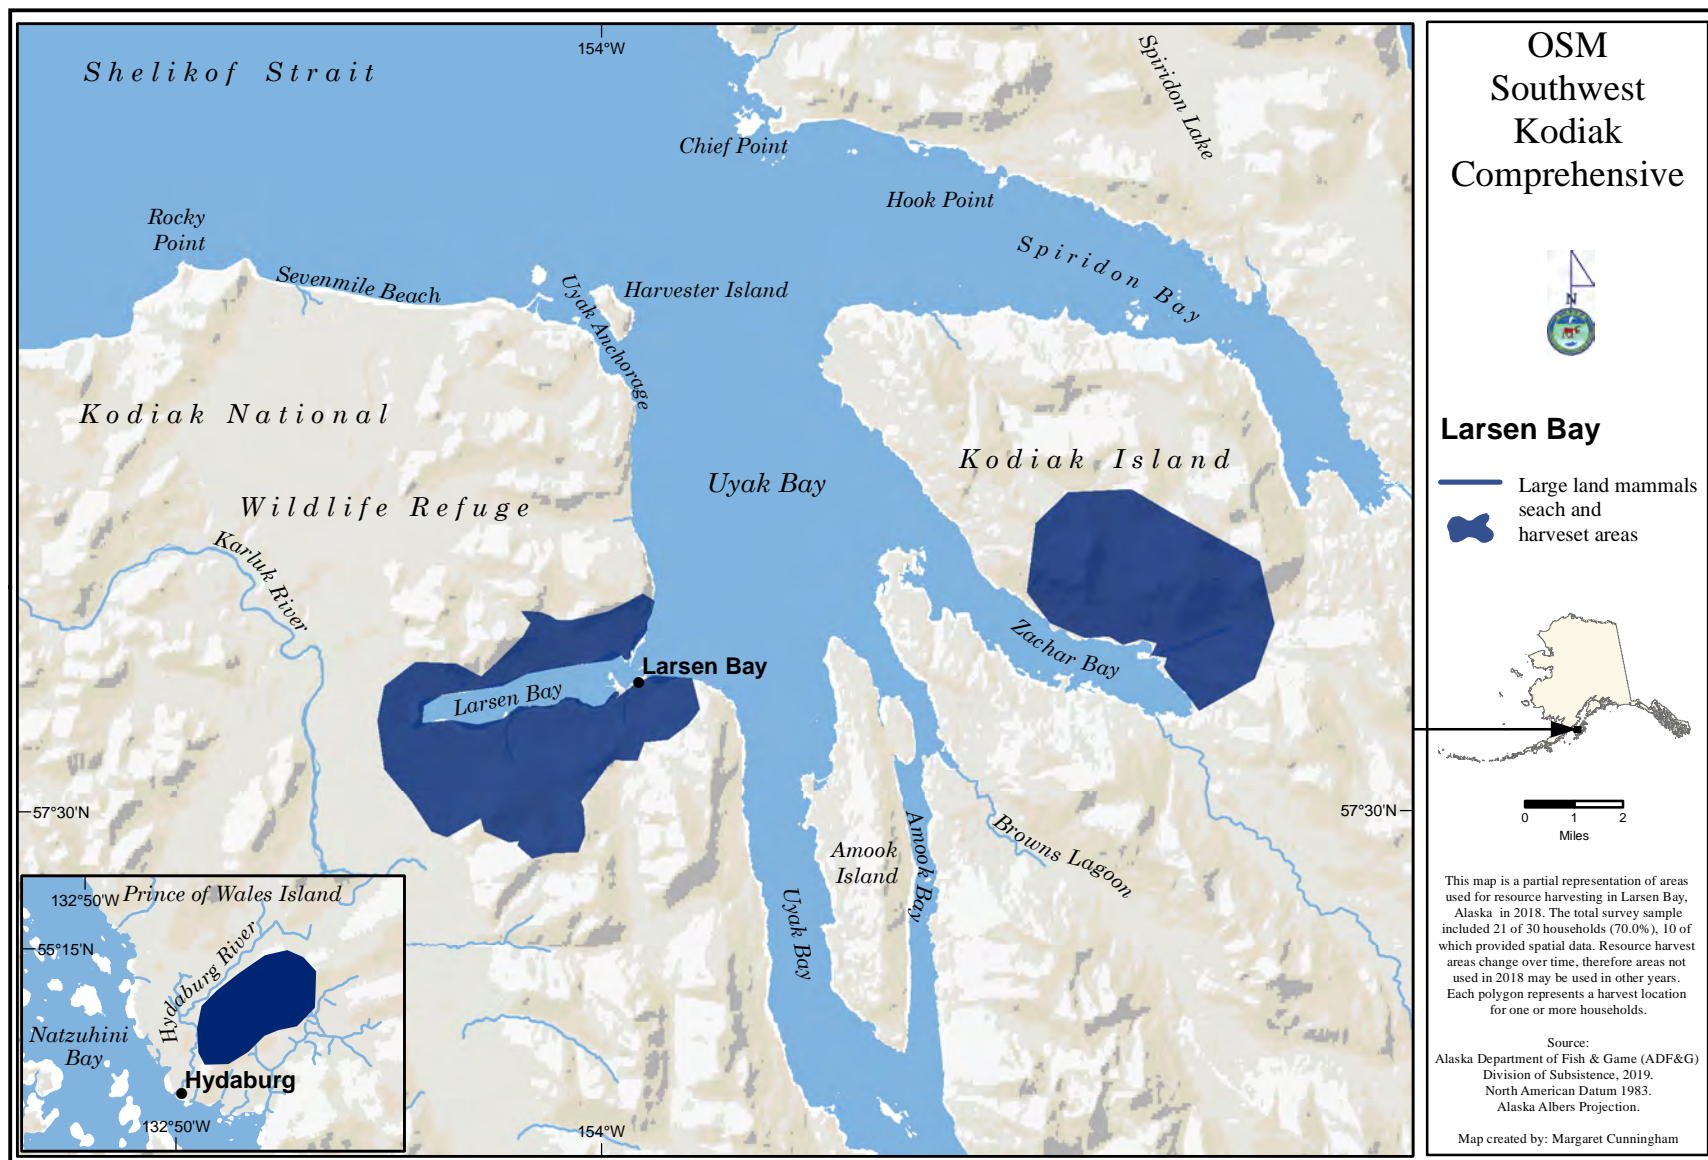 154°W
Shelikof Strait
Spiridon Lake
Chief Point
Hook Point
Rocky
Point
Spiridon Bay
Sevenmile Beach
Uyak Anchorage
Harvester Island
Kodiak National
Wildlife Refuge
Kodiak Island
Uyak Bay
Karluk River
Zachar Bay
Larsen Bay
Larsen Bay
57°30'N
57°30'N
Amook
Island
Amook Bay
Browns Lagoon
Uyak Bay
154°W
132°50'W
Prince of Wales Island
55°15'N
Hydaburg River
Natzuhini
Bay
Hydaburg
132°50'W
OSM
Southwest
Kodiak
Comprehensive
N
ALASKA
Larsen Bay
Large land mammals
seach and
harveset areas
0 1 2
Miles
This map is a partial representation of areas
used for resource harvesting in Larsen Bay,
Alaska in 2018. The total survey sample
included 21 of 30 households (70.0%), 10 of
which provided spatial data. Resource harvest
areas change over time, therefore areas not
used in 2018 may be used in other years.
Each polygon represents a harvest location
for one or more households.
Source:
Alaska Department of Fish & Game (ADF&G)
Division of Subsistence, 2019.
North American Datum 1983.
Alaska Albers Projection.
Map created by: Margaret Cunningham